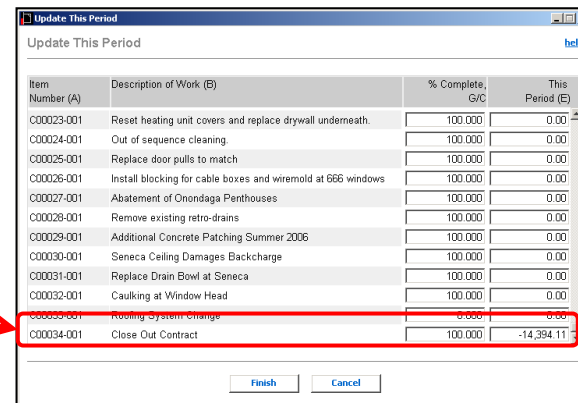 Update This Period
Update This Period
hel
Item Number (A) Description of Work (B) % Complete, G/C This Period (E)
C00023-001 Reset heating unit covers and replace drywall underneath. 100.000 0.00
C00024-001 Out of sequence cleaning. 100.000 0.00
C00025-001 Replace door pulls to match 100.000 0.00
C00026-001 Install blocking for cable boxes and wiremold at 666 windows 100.000 0.00
C00027-001 Abatement of Onondaga Penthouses 100.000 0.00
C00028-001 Remove existing retro-drains 100.000 0.00
C00029-001 Additional Concrete Patching Summer 2006 100.000 0.00
C00030-001 Seneca Ceiling Damages Backcharge 100.000 0.00
C00031-001 Replace Drain Bowl at Seneca 100.000 0.00
C00032-001 Caulking at Window Head 100.000 0.00
C00033-001 Roofing System Change 0.000 0.00
C00034-001 Close Out Contract 100.000 -14,394.11
Finish Cancel